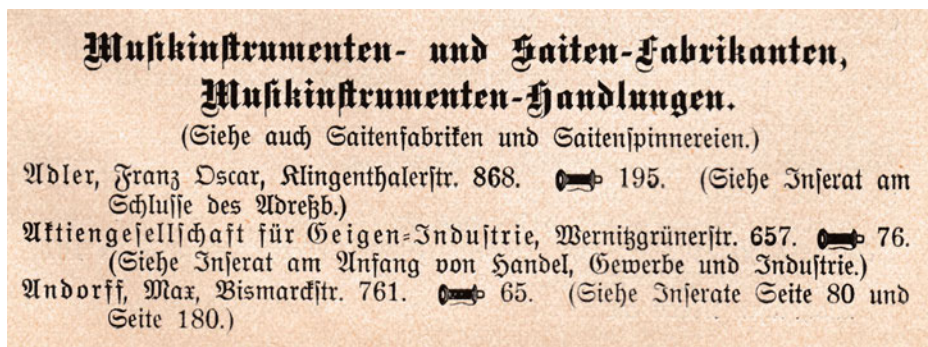 Musikinstrumenten- und Saiten-Fabrikanten,
Musikinstrumenten-Handlungen.
(Siehe auch Saitenfabriken und Saitenspinnereien.)
Adler, Franz Oscar, Klingenthalerstr. 868. 195. (Siehe Inserat am
Schlusse des Adreßb.)
Aktiengesellschaft für Geigen-Industrie, Wernitzgrünerstr. 657. 76.
(Siehe Inserat am Anfang von Handel, Gewerbe und Industrie.)
Andorff, Max, Bismarckstr. 761. 65. (Siehe Inserate Seite 80 und
Seite 180.)